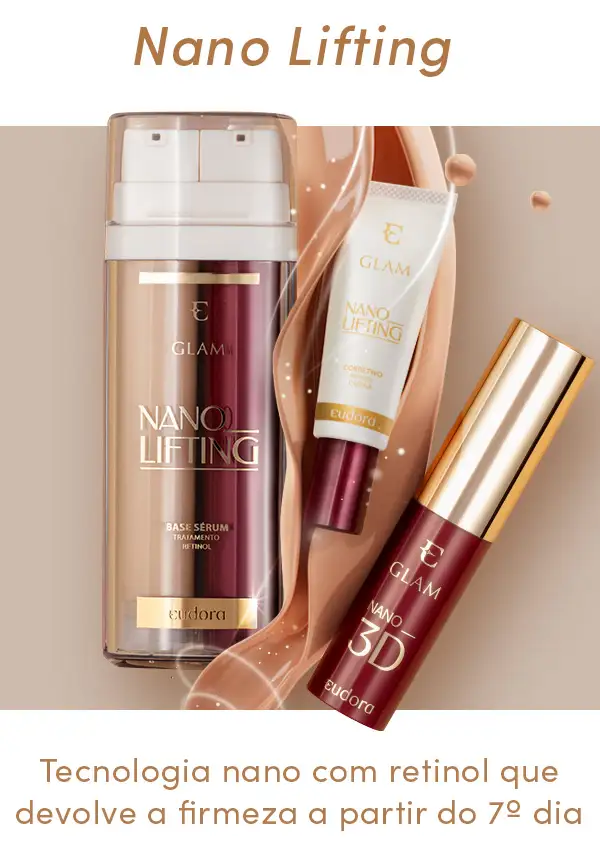 Nano Lifting
GLAM
NANO
LIFTING
BASE SÉRUM
TRATAMENTO
RETINOL
eudora
GLAM
NANO
LIFTING
CORRETIVO
eudora
GLAM
NANO
3D
eudora
Tecnologia nano com retinol que
devolve a firmeza a partir do 7º dia